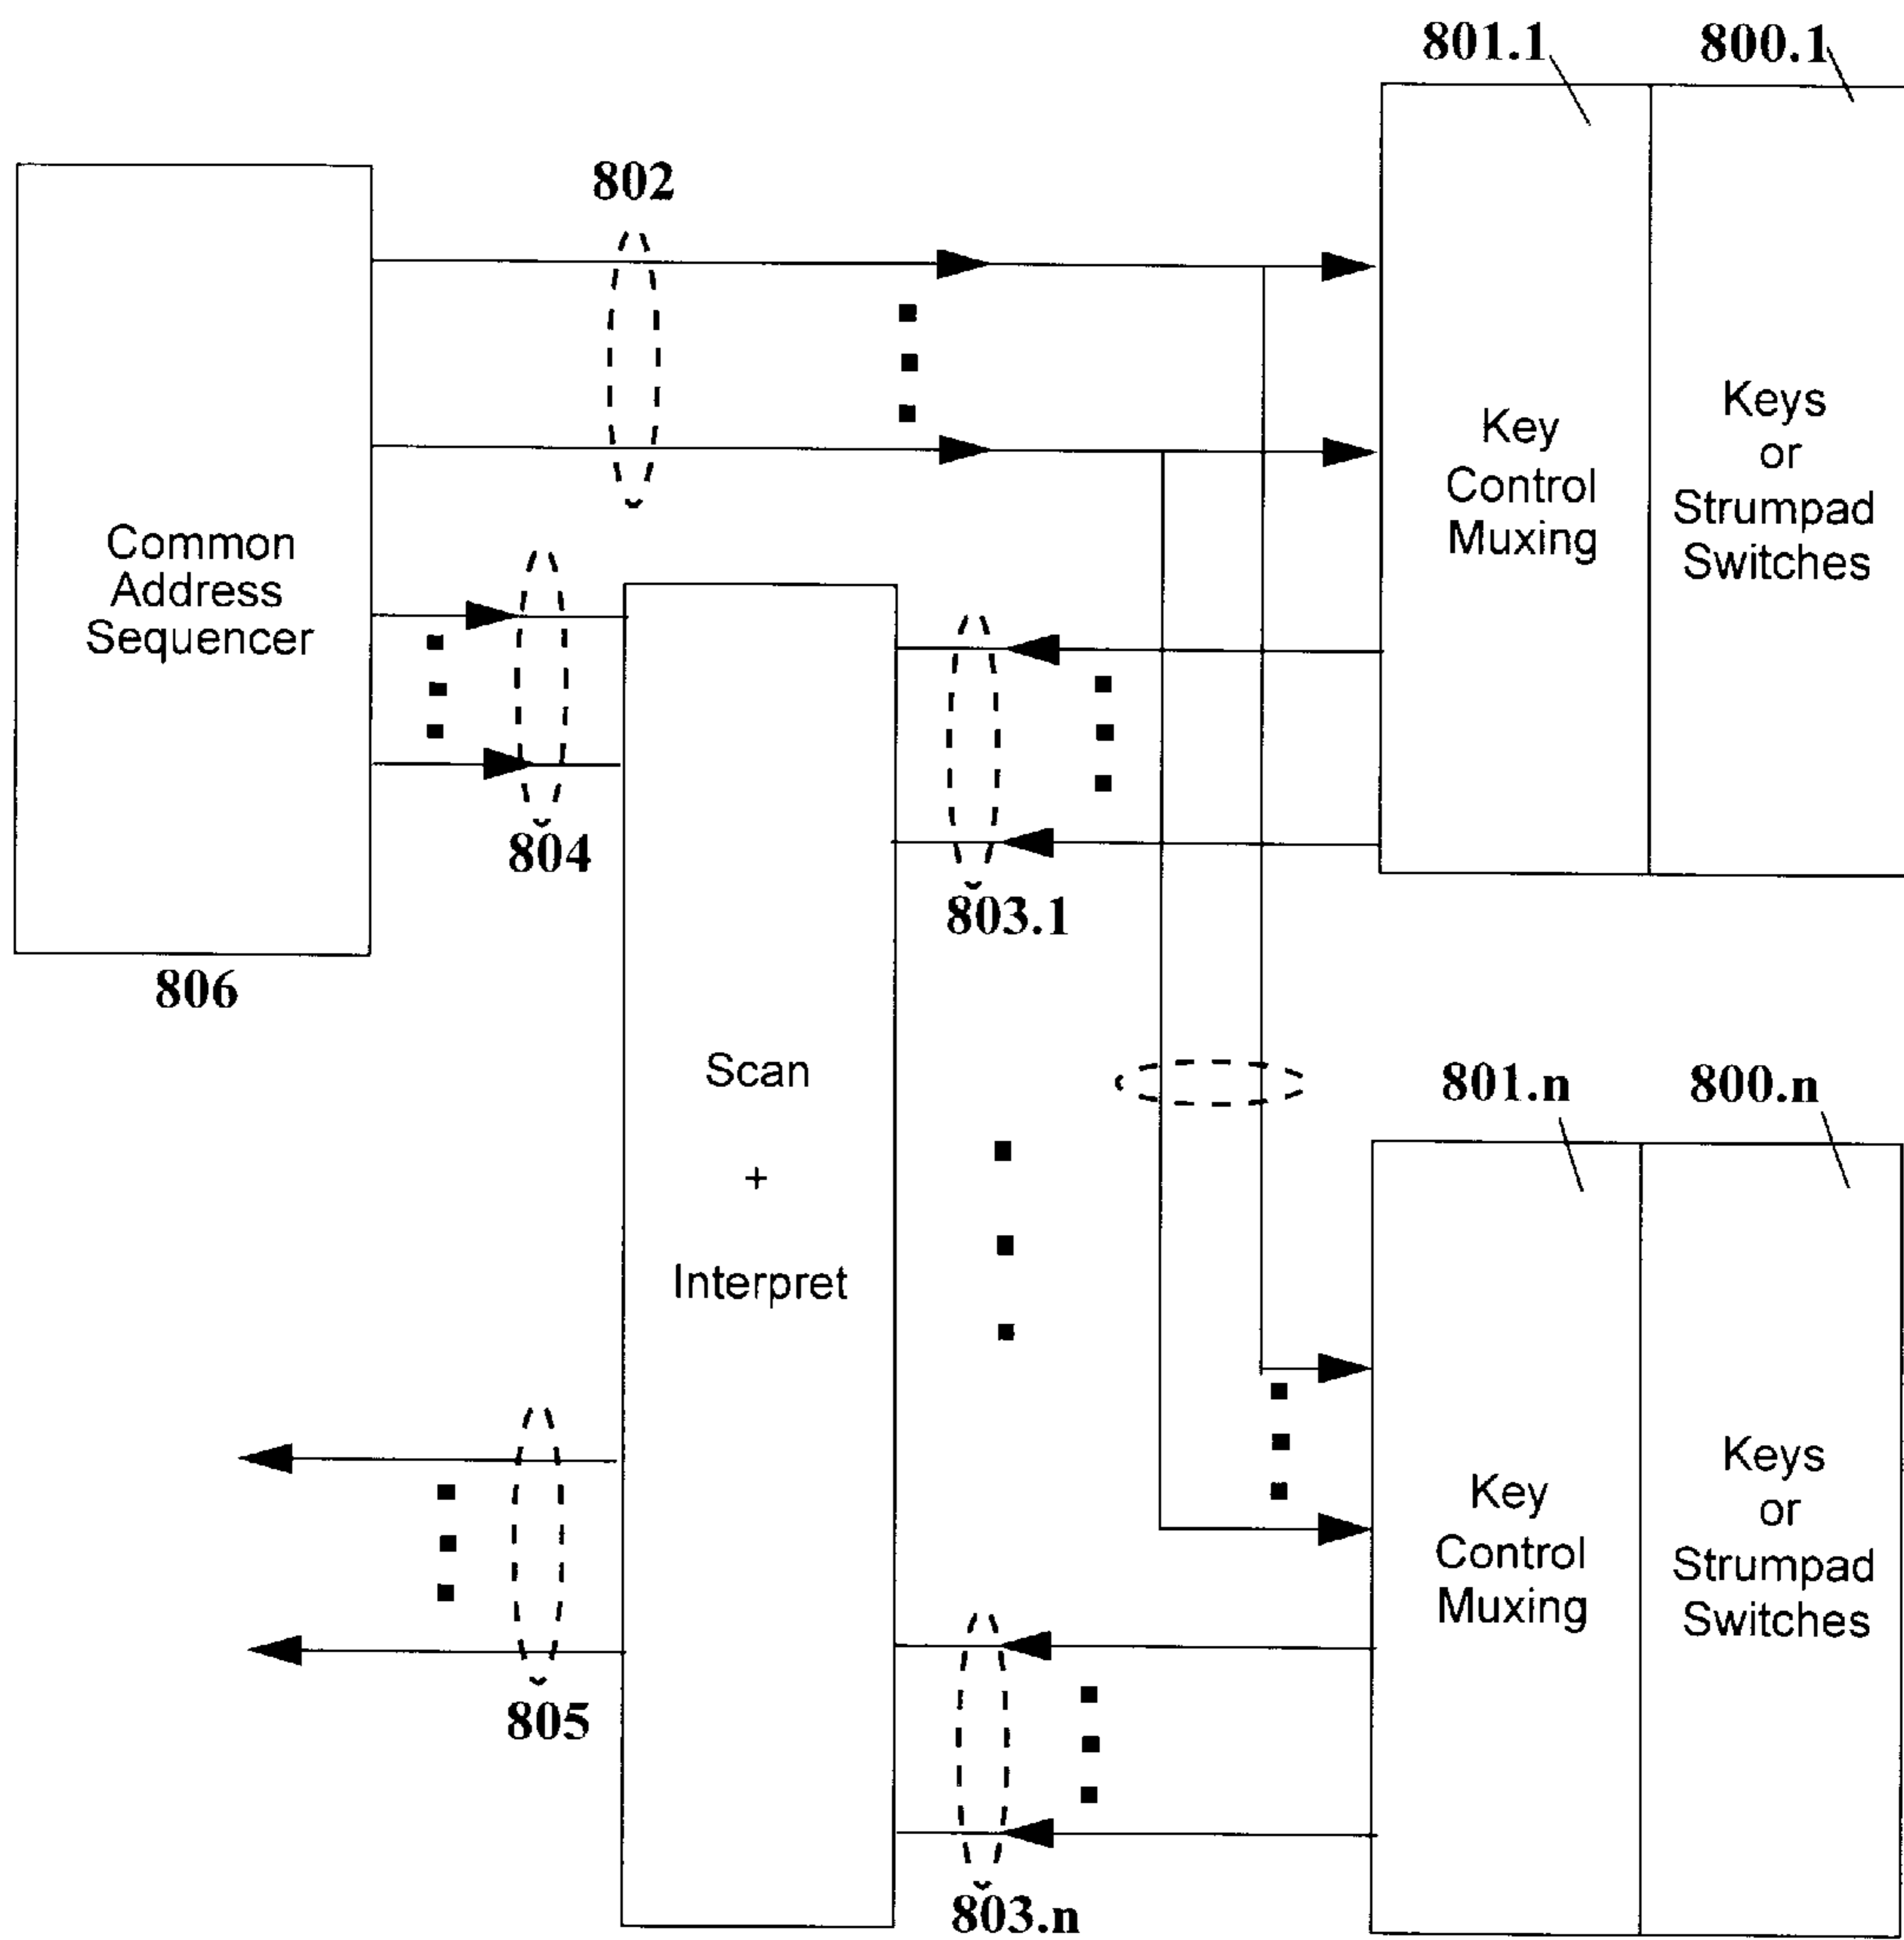 801.1
800.1
802
Key
Control
Muxing
Keys
or
Strumpad
Switches
Common
Address
Sequencer
804
803.1
806
Scan
+
Interpret
801.n
800.n
Key
Control
Muxing
Keys
or
Strumpad
Switches
805
803.n